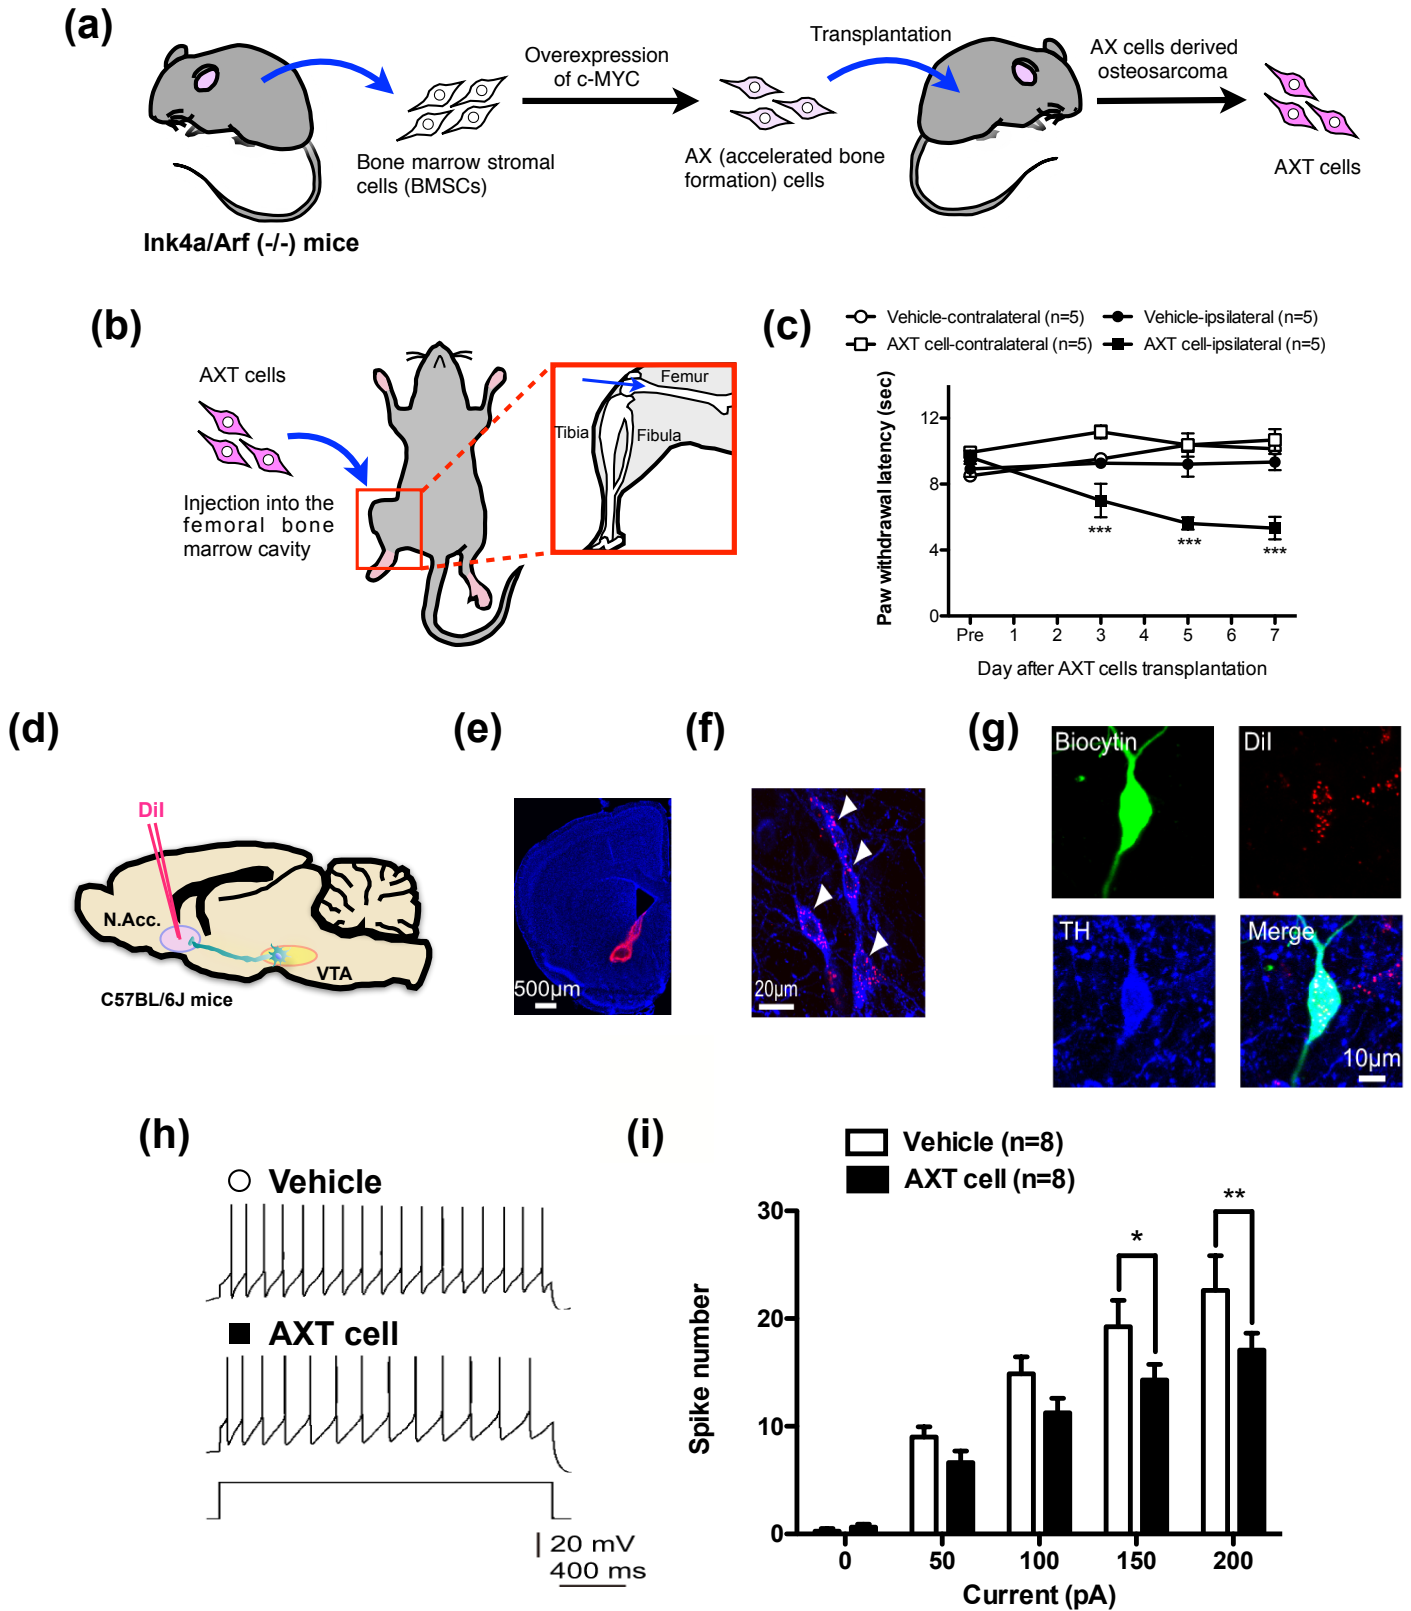 (a)
Overexpression
of c-MYC
Transplantation
AX cells derived
osteosarcoma
Bone marrow stromal
cells (BMSCs)
AX (accelerated bone
formation) cells
AXT cells
Ink4a/Arf (-/-) mice
(b)
AXT cells
Injection into the
femoral bone
marrow cavity
Femur
Tibia
Fibula
(c)
Vehicle-contralateral (n=5)
Vehicle-ipsilateral (n=5)
AXT cell-contralateral (n=5)
AXT cell-ipsilateral (n=5)
Paw withdrawal latency (sec)
12
8
4
0
***
***
***
Pre 1 2 3 4 5 6 7
Day after AXT cells transplantation
(d)
DiI
N.Acc.
VTA
C57BL/6J mice
(e)
500μm
(f)
20μm
(g)
Biocytin
DiI
TH
Merge
10μm
(h)
Vehicle
AXT cell
20 mV
400 ms
(i)
Vehicle (n=8)
AXT cell (n=8)
Spike number
30
20
10
0
*
**
0 50 100 150 200
Current (pA)